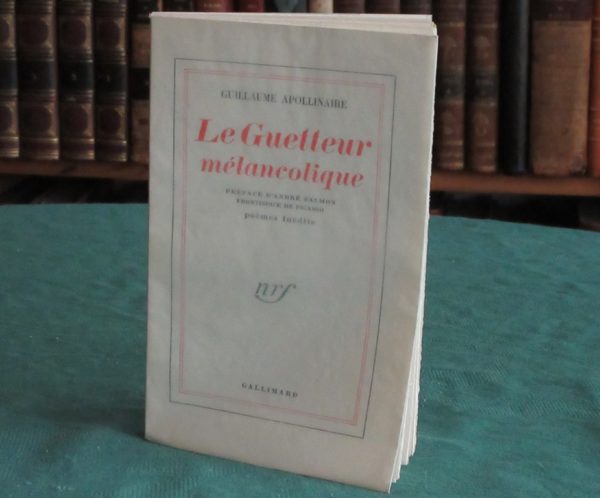 GUILLAUME APOLLINAIRE
Le Guetteur
mélancolique
PRÉFACE D'ANDRÉ SALMON
FRONTISPICE DE PICASSO
poèmes inédits
nrf
GALLIMARD